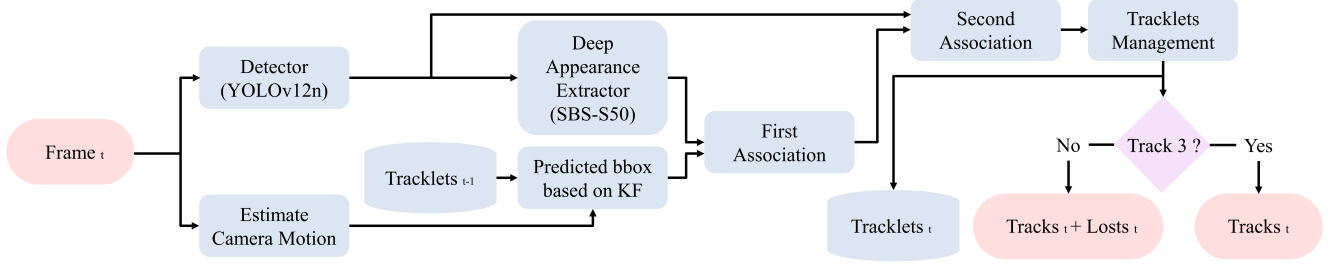 Frame t
Detector
(YOLOv12n)
Estimate
Camera Motion
Deep
Appearance
Extractor
(SBS-S50)
Tracklets t-1
Predicted bbox
based on KF
First
Association
Second
Association
Tracklets
Management
Track 3 ?
No
Yes
Tracklets t
Tracks t + Losts t
Tracks t